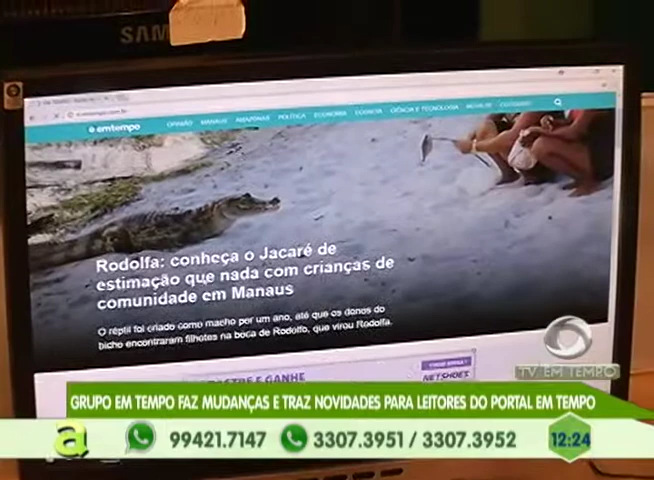 SAM
emtempo
OPINIÃO MANAUS AMAZONAS POLÍTICA ECONOMIA CIÊNCIA E TECNOLOGIA
Rodolfa: conheça o Jacaré de
estimação que nada com crianças de
comunidade em Manaus
O réptil foi criado como macho por um ano, até que os donos do
bicho encontraram filhotes na boca de Rodolfo, que virou Rodolfa.
E GANHE
NETSHOES
TV EM TEMPO
GRUPO EM TEMPO FAZ MUDANÇAS E TRAZ NOVIDADES PARA LEITORES DO PORTAL EM TEMPO
a 99421.7147 3307.3951 / 3307.3952 12:24